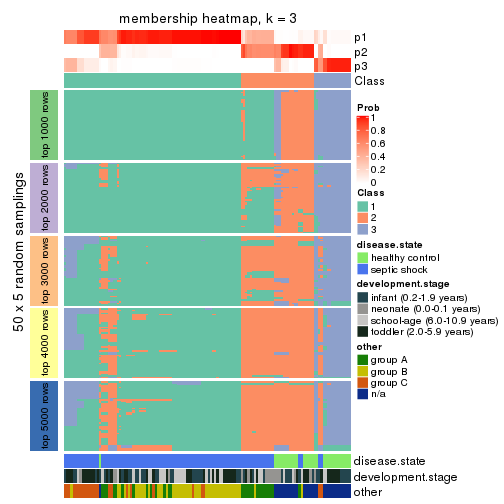 membership heatmap, k = 3
p1
p2
p3
Class
50 x 5 random samplings
top 1000 rows
top 2000 rows
top 3000 rows
top 4000 rows
top 5000 rows
Prob
1
0.8
0.6
0.4
0.2
0
Class
1
2
3
disease.state
healthy control
septic shock
development.stage
infant (0.2-1.9 years)
neonate (0.0-0.1 years)
school-age (6.0-10.9 years)
toddler (2.0-5.9 years)
other
group A
group B
group C
n/a
disease.state
development.stage
other